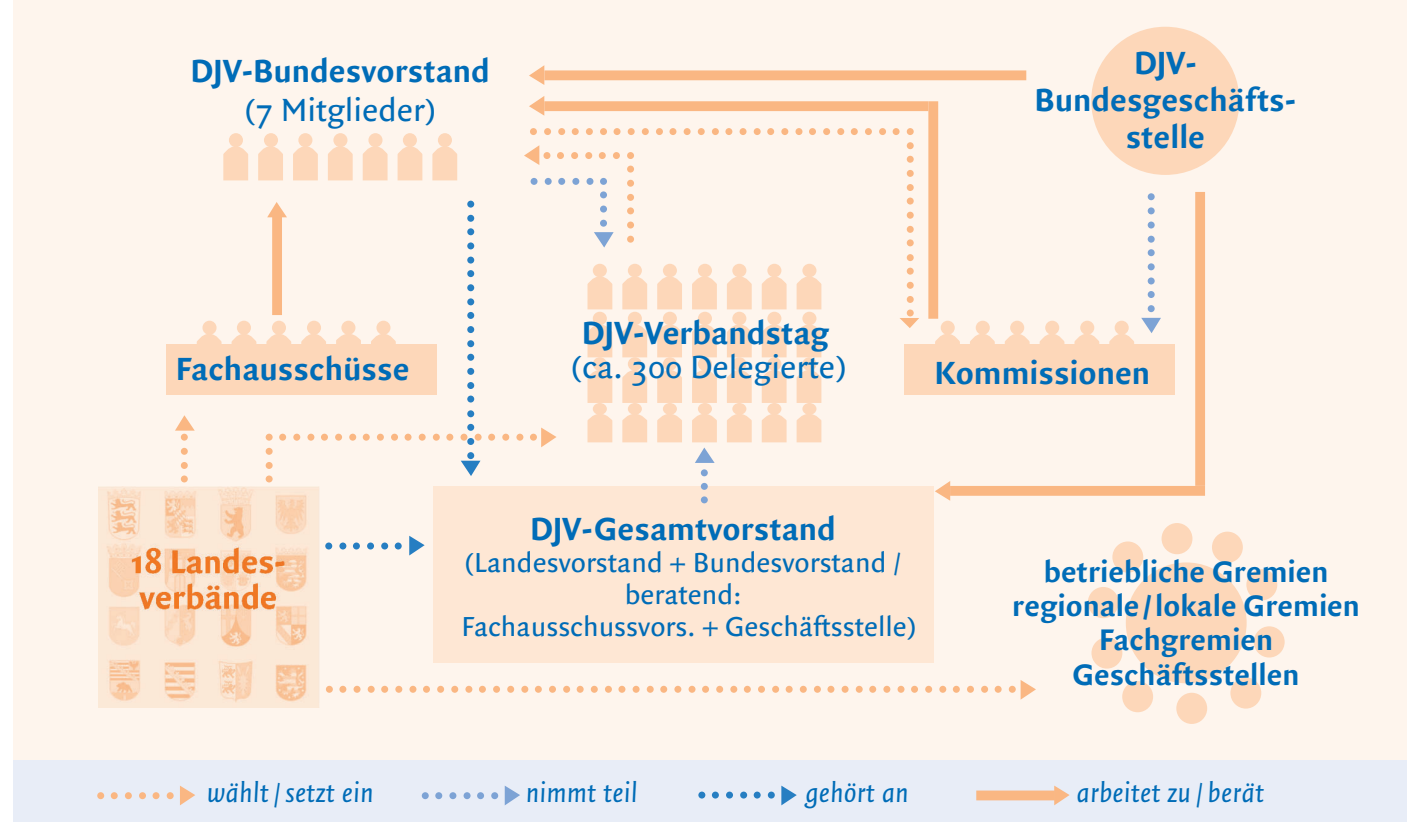 DJV-Bundesvorstand
(7 Mitglieder)
DJV-
Bundesgeschäfts-
stelle
Fachausschüsse
DJV-Verbandstag
(ca. 300 Delegierte)
Kommissionen
18 Landes-
verbände
DJV-Gesamtvorstand
(Landesvorstand + Bundesvorstand /
beratend:
Fachausschussvors. + Geschäftsstelle)
betriebliche Gremien
regionale / lokale Gremien
Fachgremien
Geschäftsstellen
wählt / setzt ein
nimmt teil
gehört an
arbeitet zu / berät